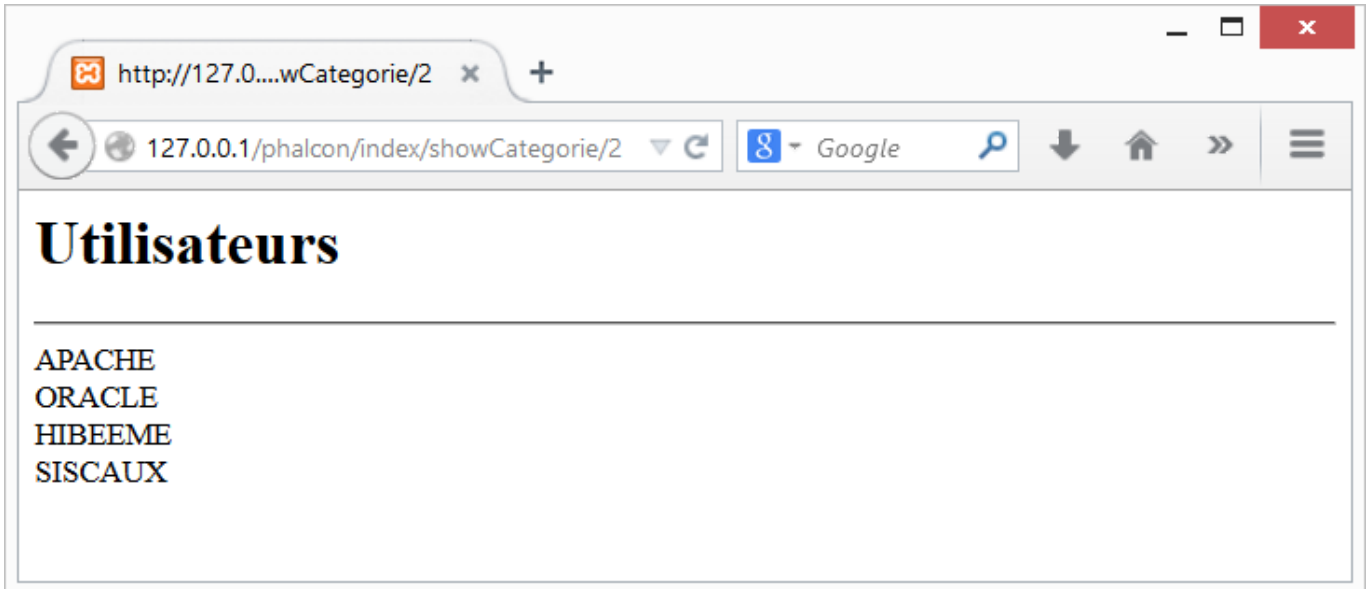 http://127.0....wCategorie/2
127.0.0.1/phalcon/index/showCategorie/2
8 Google
Utilisateurs
APACHE
ORACLE
HIBEEME
SISCAUX